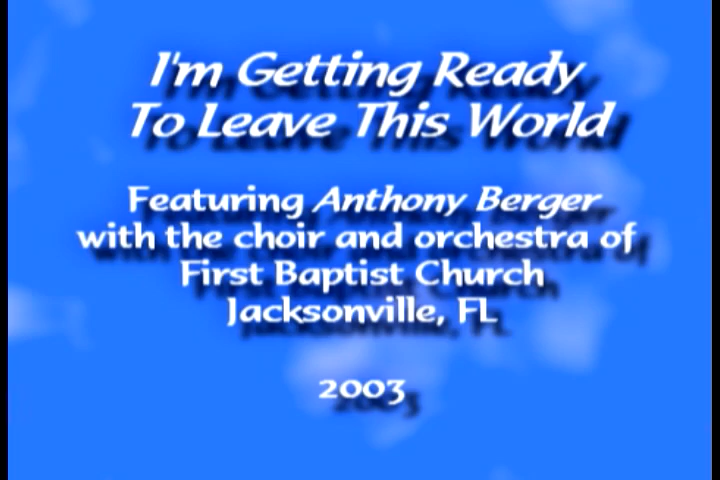 I'm Getting Ready
To Leave This World
Featuring Anthony Berger
with the choir and orchestra of
First Baptist Church
Jacksonville, FL
2003